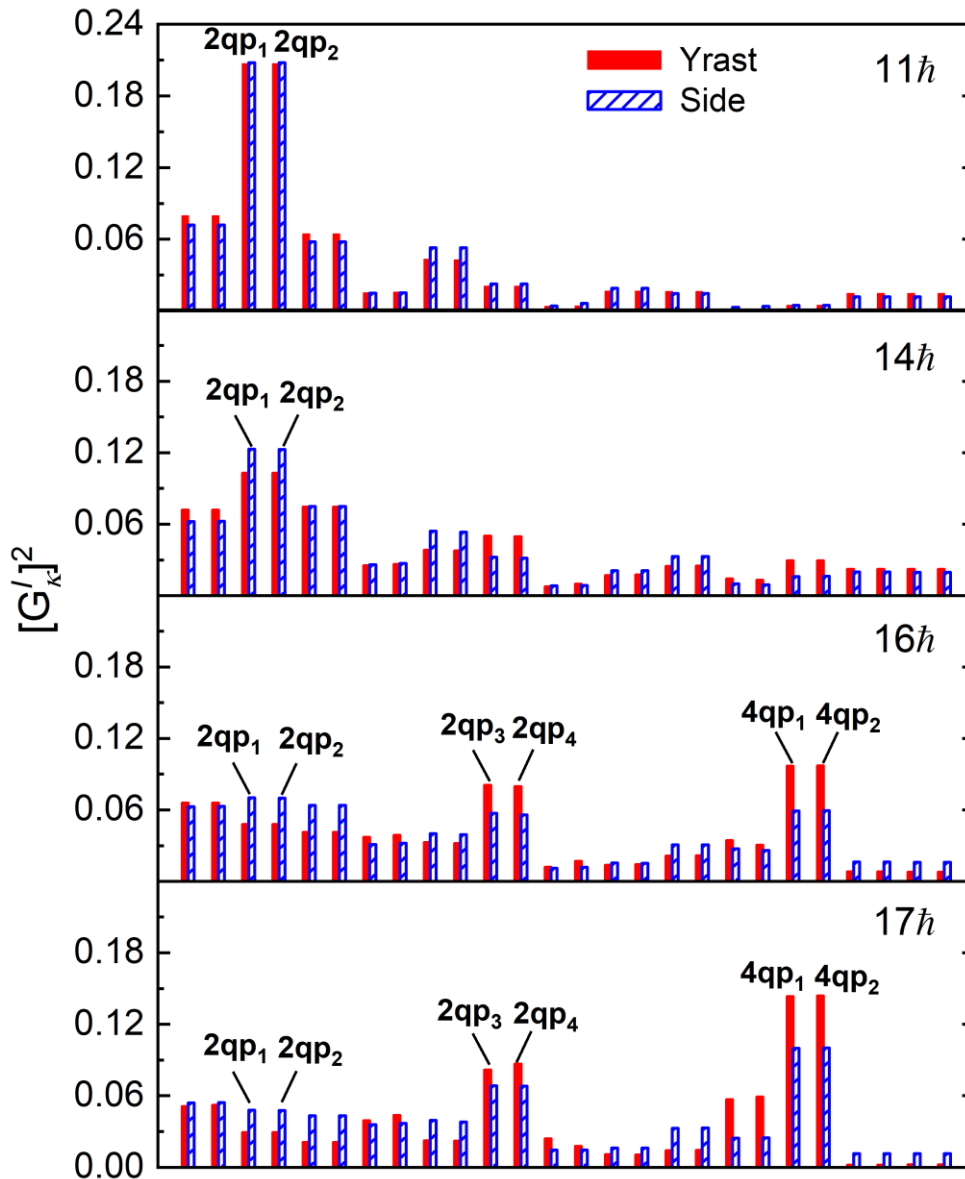 0.24
2qp₁ 2qp₂
Yrast
Side
11ℏ
0.18
0.12
0.06
14ℏ
0.18
2qp₁ 2qp₂
0.12
0.06
[G_κ^I]²
16ℏ
0.18
0.12
2qp₁ 2qp₂
2qp₃ 2qp₄
4qp₁ 4qp₂
0.06
17ℏ
0.18
0.12
2qp₁ 2qp₂
2qp₃ 2qp₄
4qp₁ 4qp₂
0.06
0.00